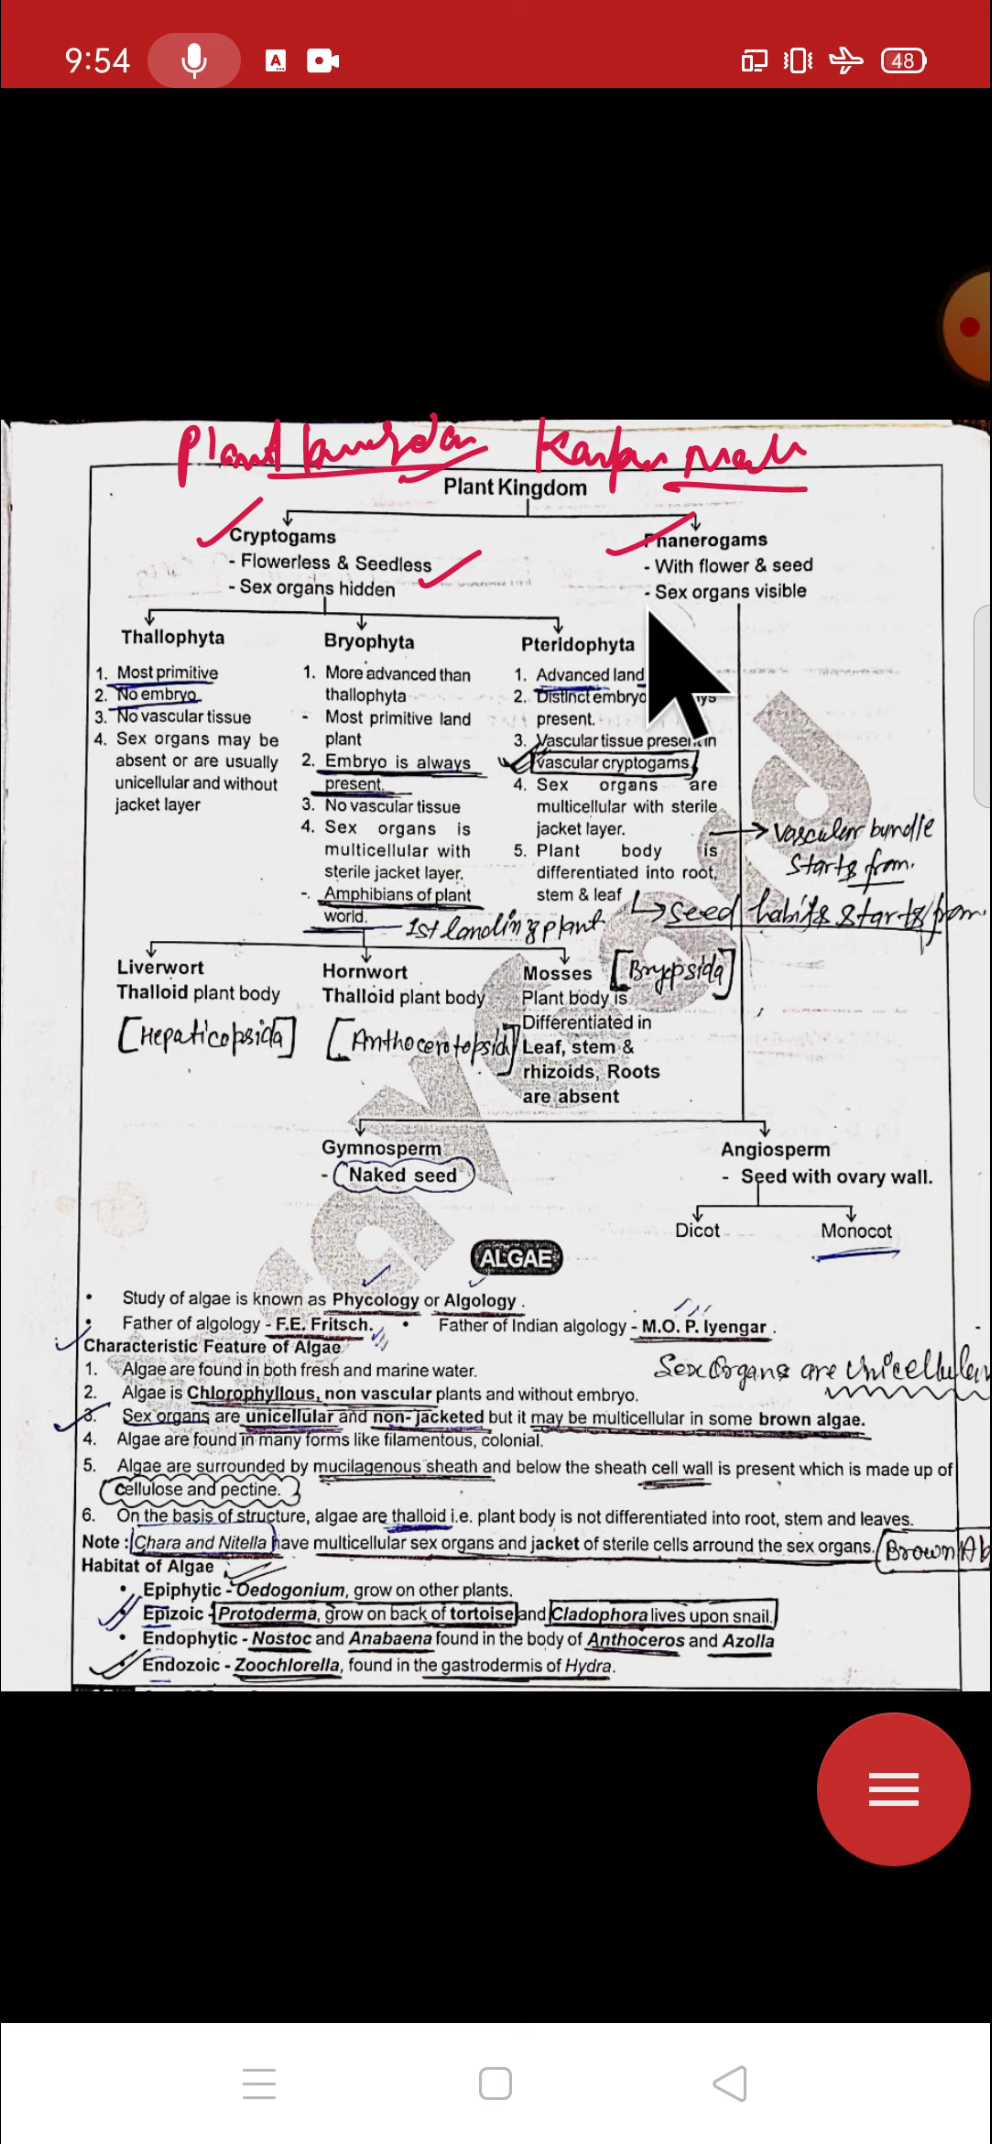 9:54
A
48
Plant
Plant Kingdom
Cryptogams
- Flowerless & Seedless
- Sex organs hidden
Phanerogams
- With flower & seed
- Sex organs visible
Thallophyta
1. Most primitive
2. No embryo
3. No vascular tissue
4. Sex organs may be
absent or are usually
unicellular and without
jacket layer
Bryophyta
1. More advanced than
thallophyta
- Most primitive land
plant
2. Embryo is always
present.
3. No vascular tissue
4. Sex organs is
multicellular with
sterile jacket layer.
-. Amphibians of plant
world.
1st landing plant
Pteridophyta
1. Advanced land
2. Distinct embryo
present.
3. Vascular tissue present in
vascular cryptogams.
4. Sex organs are
multicellular with sterile
jacket layer.
5. Plant body is
differentiated into root,
stem & leaf
→ vascular bundle
starts from.
seed habits starts from.
Liverwort
Thalloid plant body
[Hepaticopsida]
Hornwort
Thalloid plant body
[Anthocerotopsid]
Mosses [Bryopsida]
Plant body is
Differentiated in
Leaf, stem &
rhizoids, Roots
are absent
Gymnosperm
- Naked seed
Angiosperm
- Seed with ovary wall.
Dicot
Monocot
ALGAE
• Study of algae is known as Phycology or Algology.
• Father of algology - F.E. Fritsch. • Father of Indian algology - M.O. P. Iyengar.
Characteristic Feature of Algae
1. Algae are found in both fresh and marine water.
Sex organs are unicellular
2. Algae is Chlorophyllous, non vascular plants and without embryo.
3. Sex organs are unicellular and non-jacketed but it may be multicellular in some brown algae.
4. Algae are found in many forms like filamentous, colonial.
5. Algae are surrounded by mucilagenous sheath and below the sheath cell wall is present which is made up of
cellulose and pectine.
6. On the basis of structure, algae are thalloid i.e. plant body is not differentiated into root, stem and leaves.
Note : Chara and Nitella have multicellular sex organs and jacket of sterile cells arround the sex organs. Brown
Habitat of Algae
• Epiphytic - Oedogonium, grow on other plants.
• Epizoic - Protoderma, grow on back of tortoise and Cladophora lives upon snail.
• Endophytic - Nostoc and Anabaena found in the body of Anthoceros and Azolla
• Endozoic - Zoochlorella, found in the gastrodermis of Hydra.